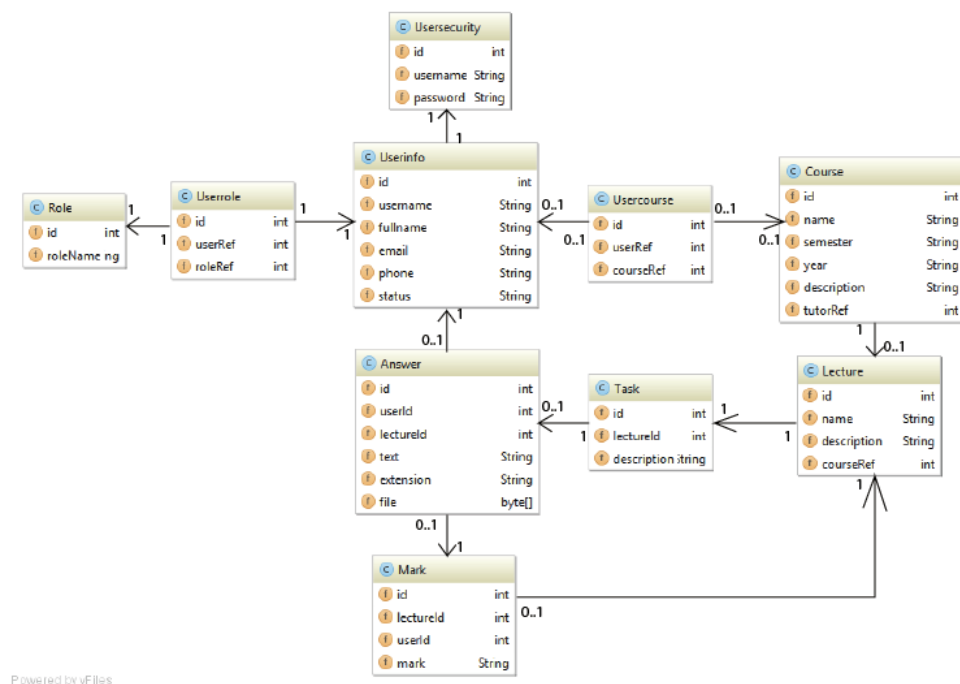 C Usersecurity
f id int
f username String
f password String
1
1
C Userinfo
f id int
f username String
f fullname String
f email String
f phone String
f status String
C Role
f id int
f roleName ng
1
1
C Userrole
f id int
f userRef int
f roleRef int
1
1
0..1
0..1
C Usercourse
f id int
f userRef int
f courseRef int
0..1
0..1
C Course
f id int
f name String
f semester String
f year String
f description String
f tutorRef int
1
0..1
1
0..1
C Answer
f id int
f userId int
f lectureId int
f text String
f extension String
f file byte[]
0..1
1
C Task
f id int
f lectureId int
f description String
1
1
C Lecture
f id int
f name String
f description String
f courseRef int
1
0..1
1
C Mark
f id int
f lectureId int
f userId int
f mark String
0..1
Powered by yFiles